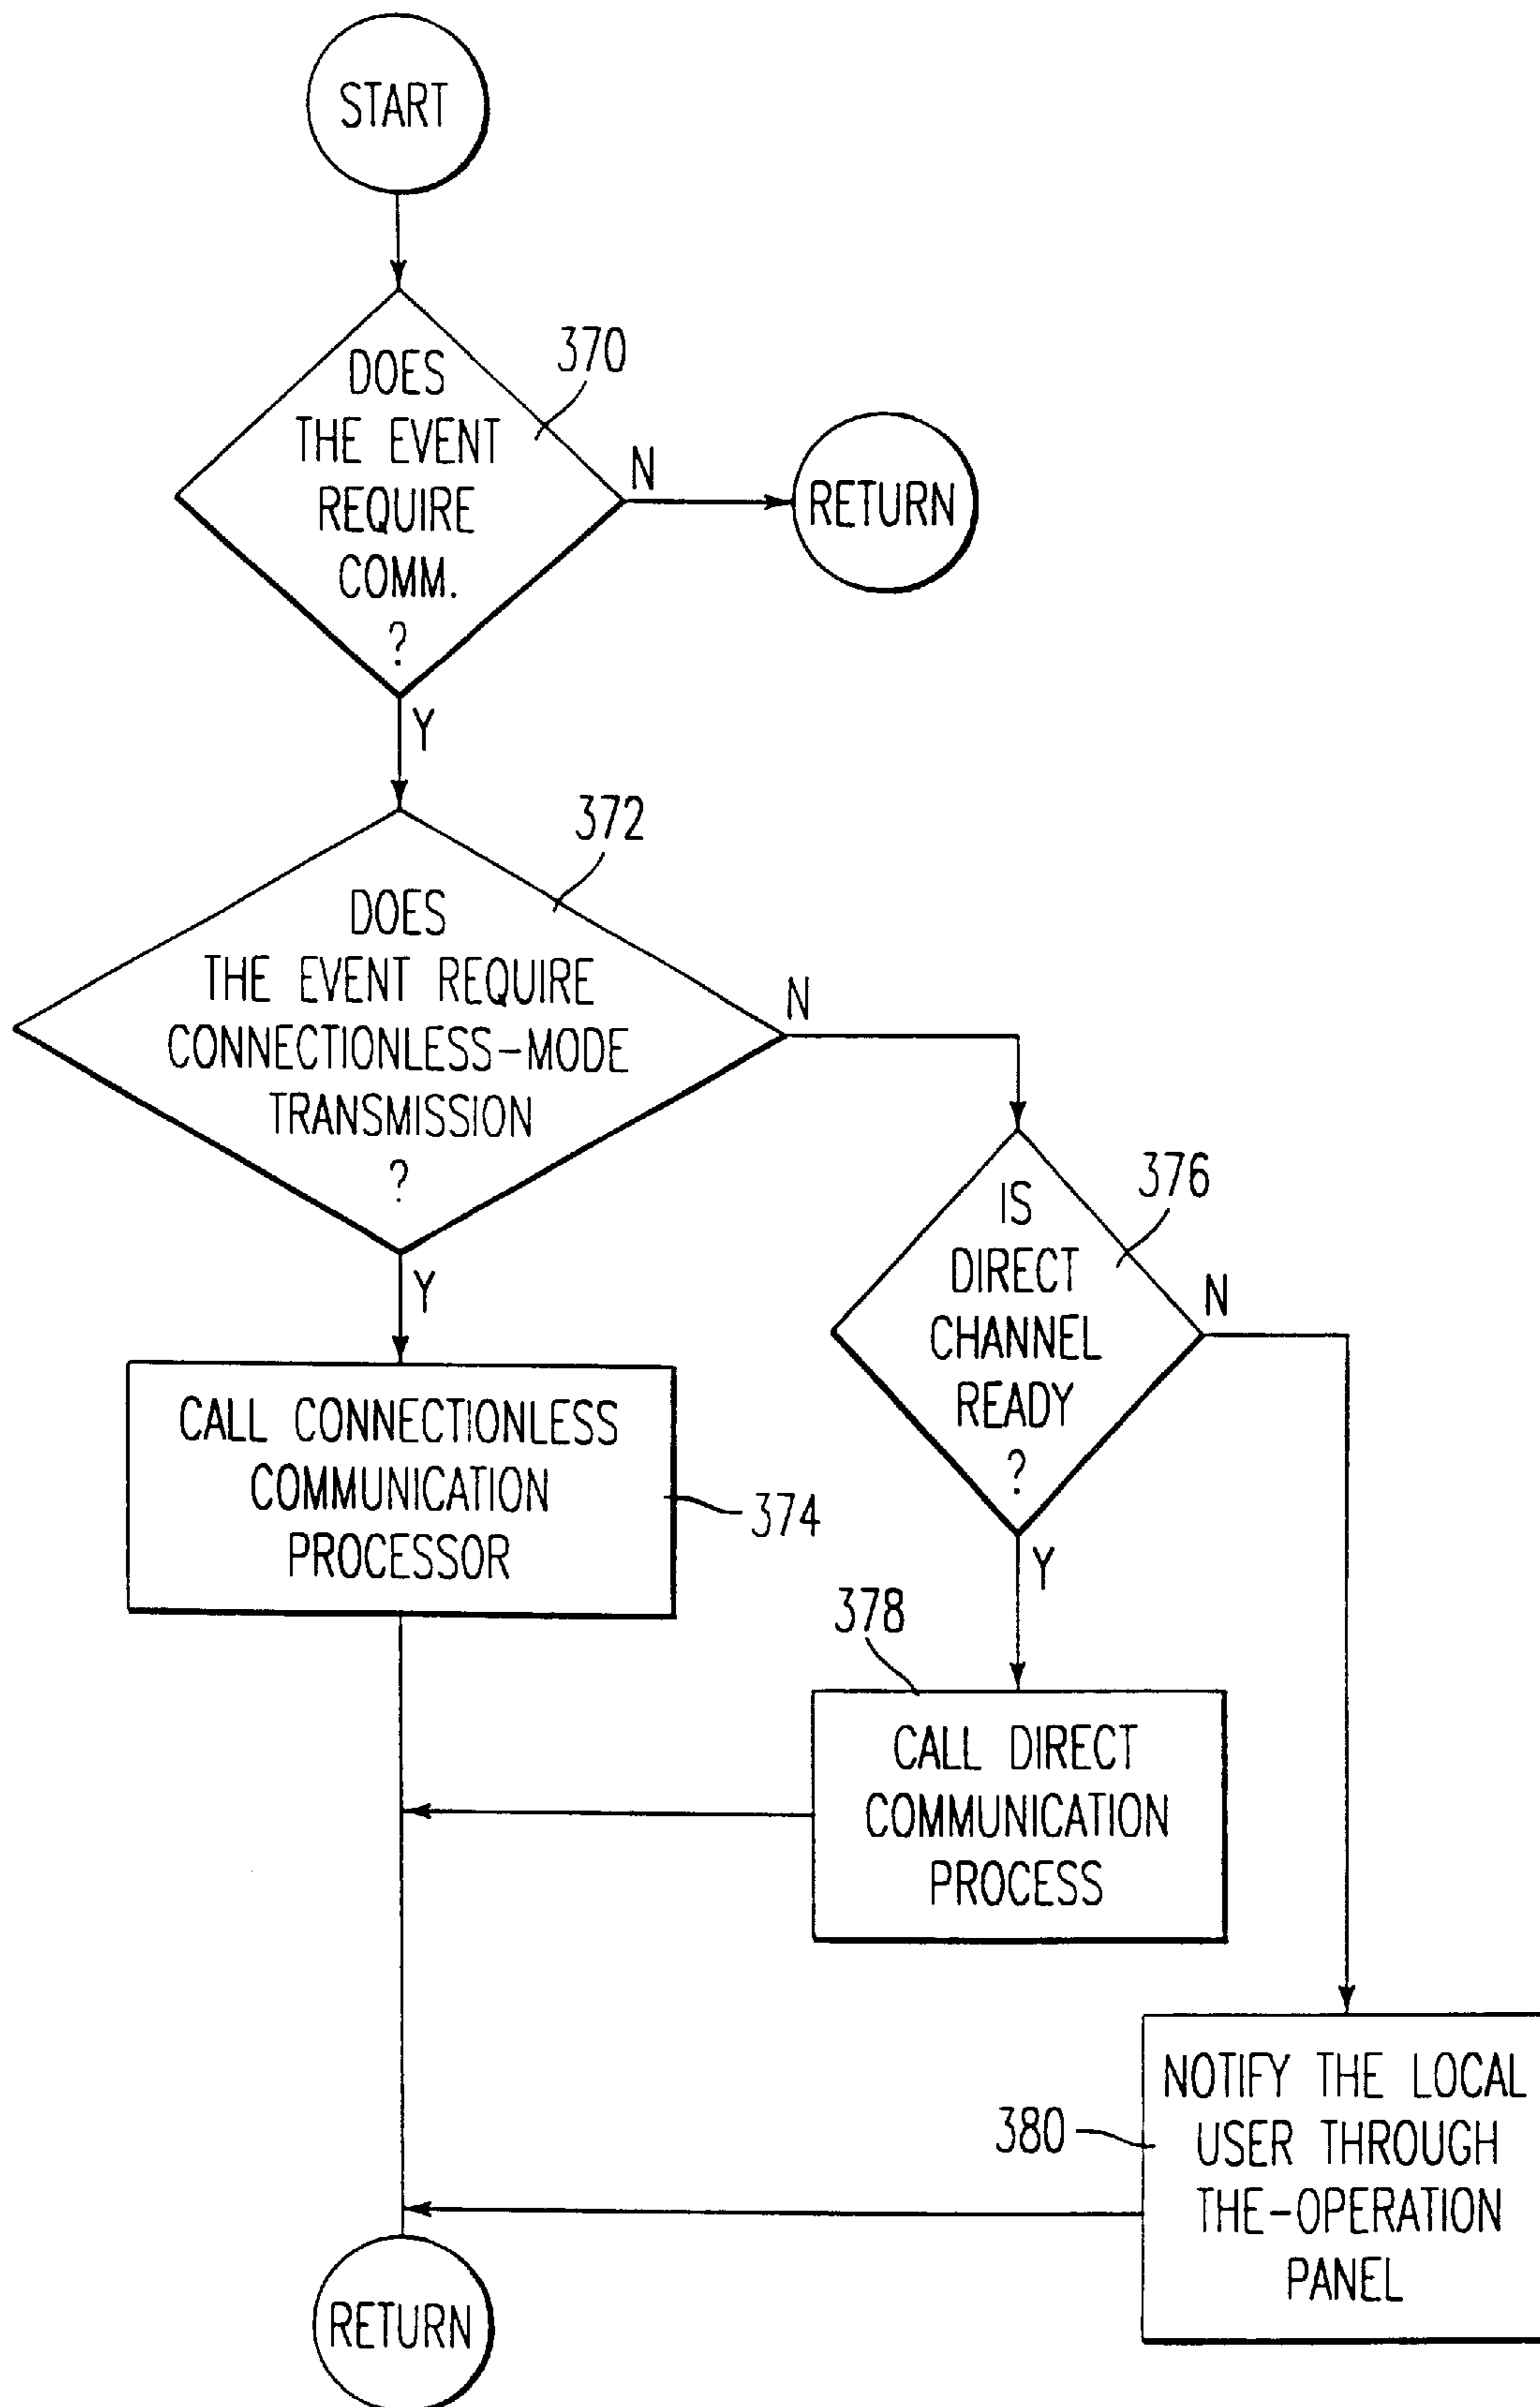 START
370
DOES
THE EVENT
REQUIRE
COMM.
?
N
RETURN
Y
372
DOES
THE EVENT REQUIRE
CONNECTIONLESS-MODE
TRANSMISSION
?
N
Y
376
IS
DIRECT
CHANNEL
READY
?
N
Y
CALL CONNECTIONLESS
COMMUNICATION
PROCESSOR
374
378
CALL DIRECT
COMMUNICATION
PROCESS
380
NOTIFY THE LOCAL
USER THROUGH
THE-OPERATION
PANEL
RETURN